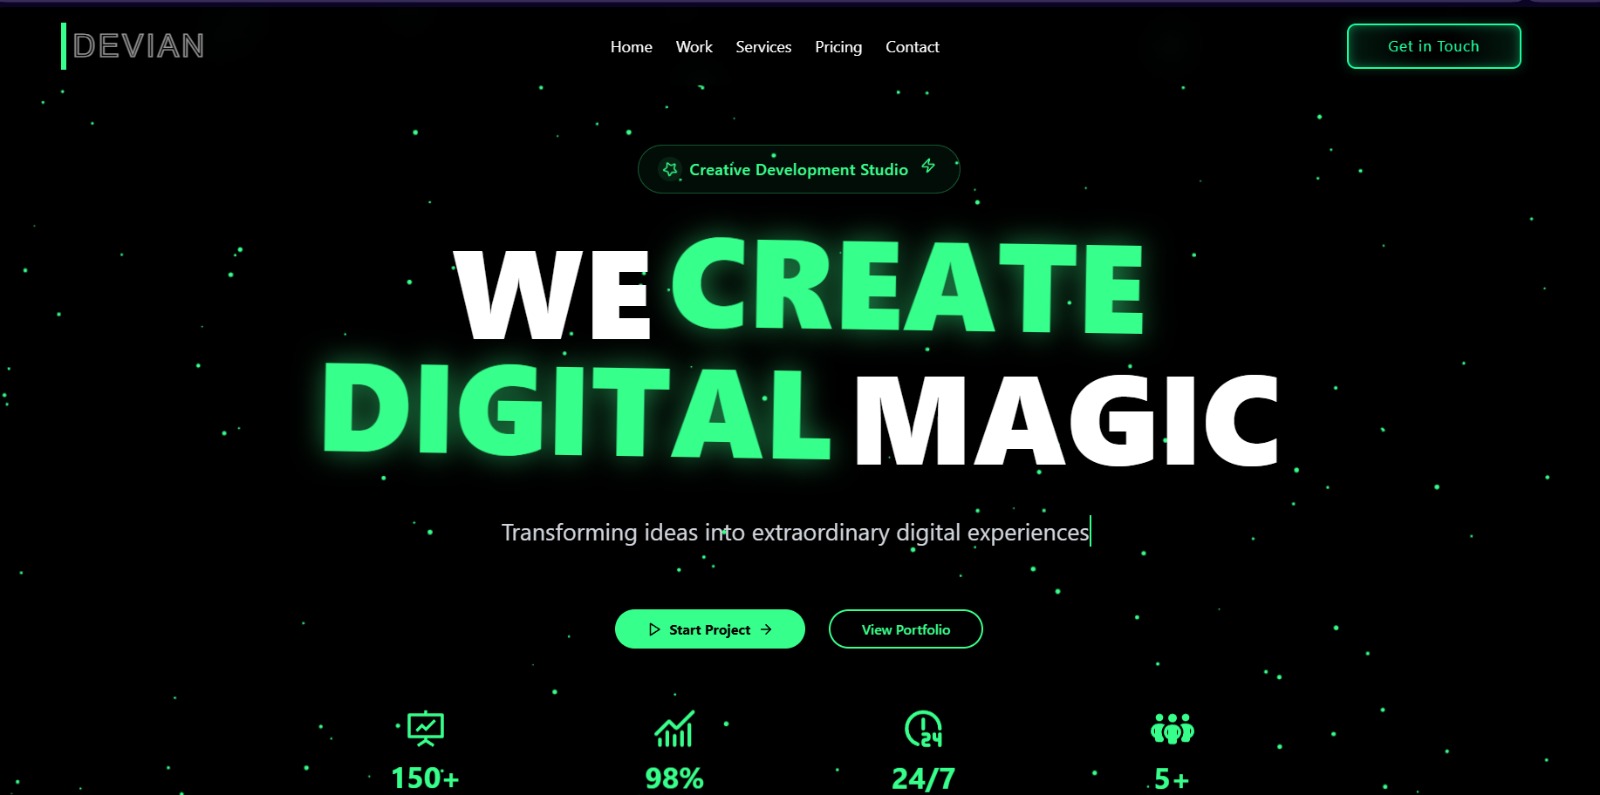 DEVIAN
Home Work Services Pricing Contact
Get in Touch
Creative Development Studio
WE CREATE
DIGITAL MAGIC
Transforming ideas into extraordinary digital experiences
Start Project
View Portfolio
24
150+ 98% 24/7 5+